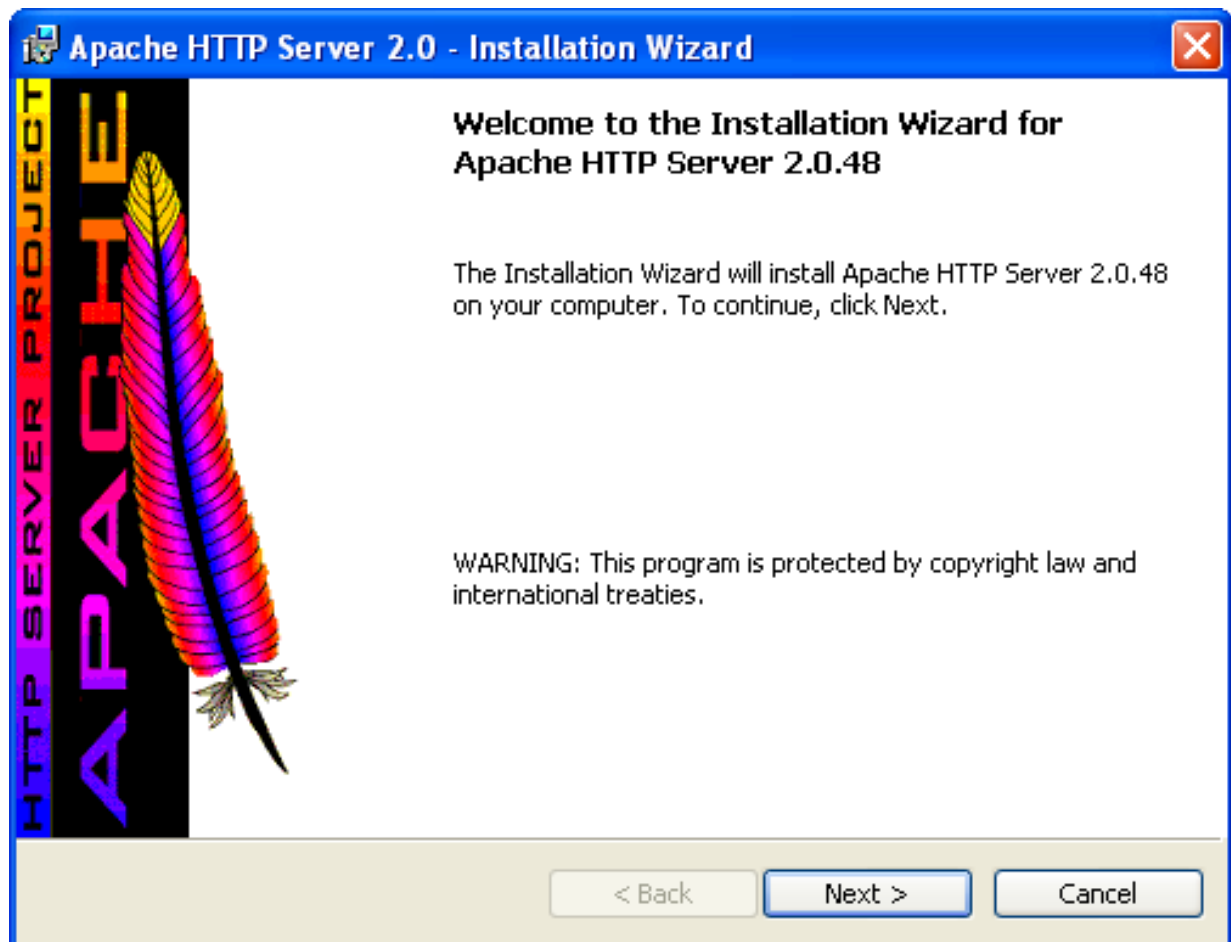 Apache HTTP Server 2.0 - Installation Wizard
HTTP SERVER PROJECT
APACHE
Welcome to the Installation Wizard for
Apache HTTP Server 2.0.48
The Installation Wizard will install Apache HTTP Server 2.0.48
on your computer. To continue, click Next.
WARNING: This program is protected by copyright law and
international treaties.
< Back
Next >
Cancel